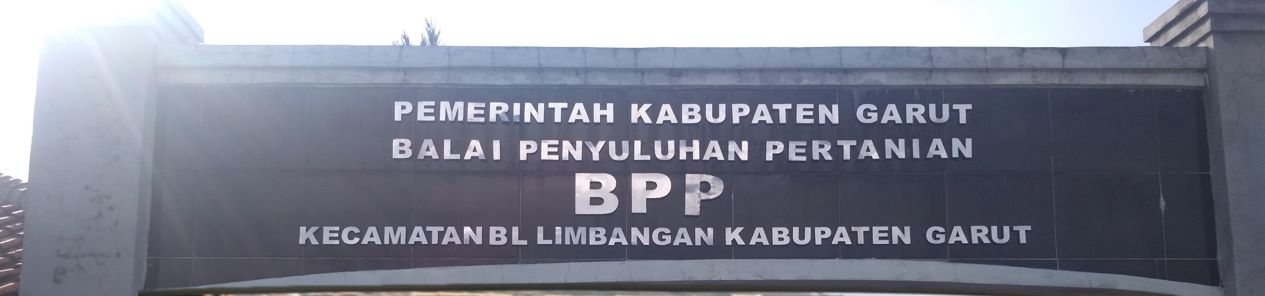 PEMERINTAH KABUPATEN GARUT
BALAI PENYULUHAN PERTANIAN
BPP
KECAMATAN BL LIMBANGAN KABUPATEN GARUT